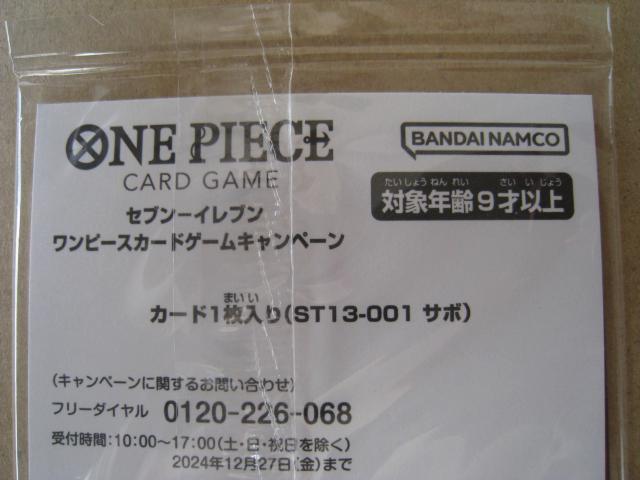 ONE PIECE
CARD GAME
BANDAI NAMCO
たいしょうねんれい さいいじょう
対象年齢9才以上
セブン−イレブン
ワンピースカードゲームキャンペーン
まいい
カード1枚入り(ST13-001 サボ)
(キャンペーンに関するお問い合わせ)
フリーダイヤル 0120-226-068
受付時間:10:00〜17:00(土・日・祝日を除く)
2024年12月27日(金)まで